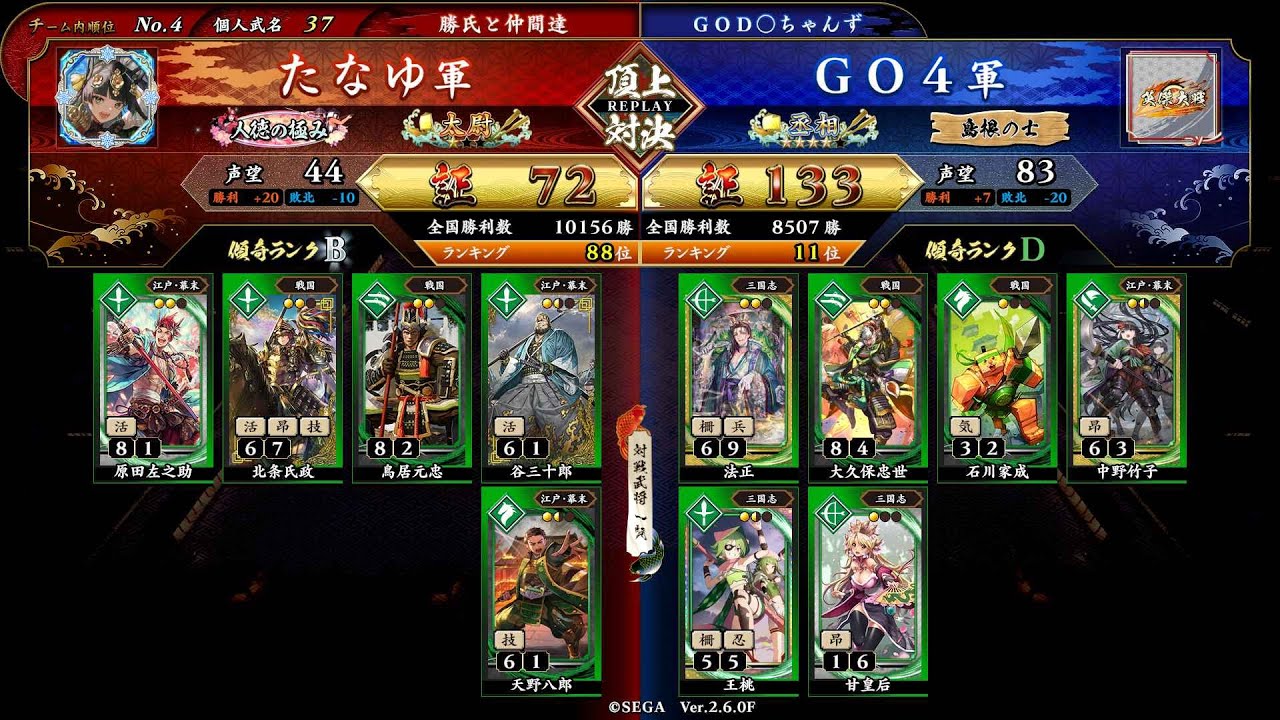 チーム内順位 No.4 個人武名 37 勝氏と仲間達
GOD〇ちゃんず
たなゆ軍
頂上
REPLAY
対決
GO4軍
英傑大戦
人徳の極み 太尉
丞相 島根の士
声望 44
勝利 +20 敗北 -10
証 72
証 133
声望 83
勝利 +7 敗北 -20
全国勝利数 10156勝
全国勝利数 8507勝
傾奇ランクB
ランキング 88位
ランキング 11位
傾奇ランクD
江戸・幕末
活
8 1
原田左之助
戦国
活 昂 技
6 7
北条氏政
戦国
8 2
鳥居元忠
江戸・幕末
活
6 1
谷三十郎
三国志
柵 兵
6 9
法正
戦国
8 4
大久保忠世
戦国
気
3 2
石川家成
江戸・幕末
昂
6 3
中野竹子
対戦武将一覧
江戸・幕末
技
6 1
天野八郎
三国志
柵 忍
5 5
王桃
三国志
昂
1 6
甘皇后
©SEGA Ver.2.6.0F